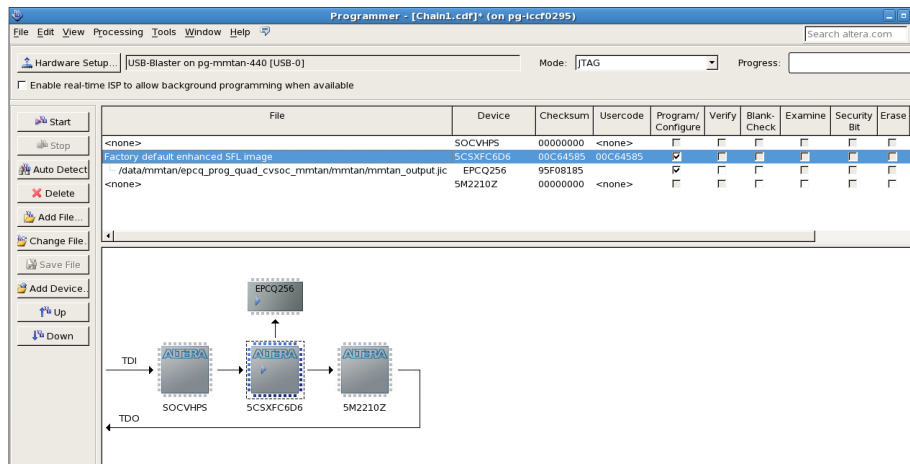 Programmer - [Chain1.cdf]* (on pg-iccf0295)
File Edit View Processing Tools Window Help
Search altera.com
Hardware Setup... USB-Blaster on pg-mmtan-440 [USB-0] Mode: JTAG Progress:
Enable real-time ISP to allow background programming when available
Start
Stop
Auto Detect
Delete
Add File...
Change File.
Save File
Add Device..
Up
Down
File Device Checksum Usercode Program/ Verify Blank- Examine Security Erase
Configure Check Bit
<none> SOCVHPS 00000000 <none>
Factory default enhanced SFL image 5CSXFC6D6 00C64585 00C64585
/data/mmtan/epcq_prog_quad_cvsoc_mmtan/mmtan/mmtan_output.jic EPCQ256 95F08185
<none> 5M2210Z 00000000 <none>
EPCQ256
TDI
ALTERA ALTERA ALTERA
SOCVHPS 5CSXFC6D6 5M2210Z
TDO